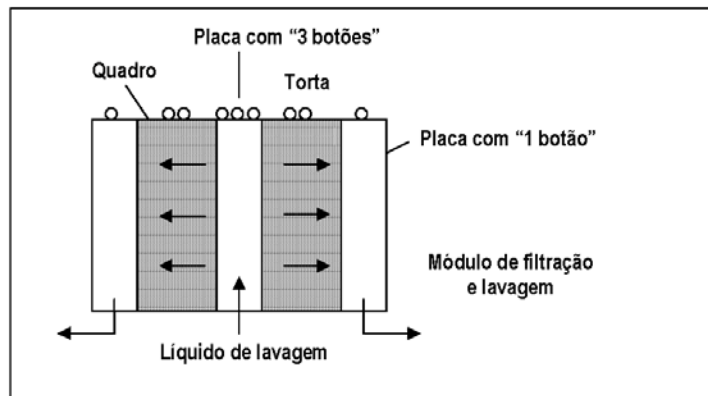 Placa com “3 botões”
Quadro
Torta
Placa com “1 botão”
Módulo de filtração
e lavagem
Líquido de lavagem